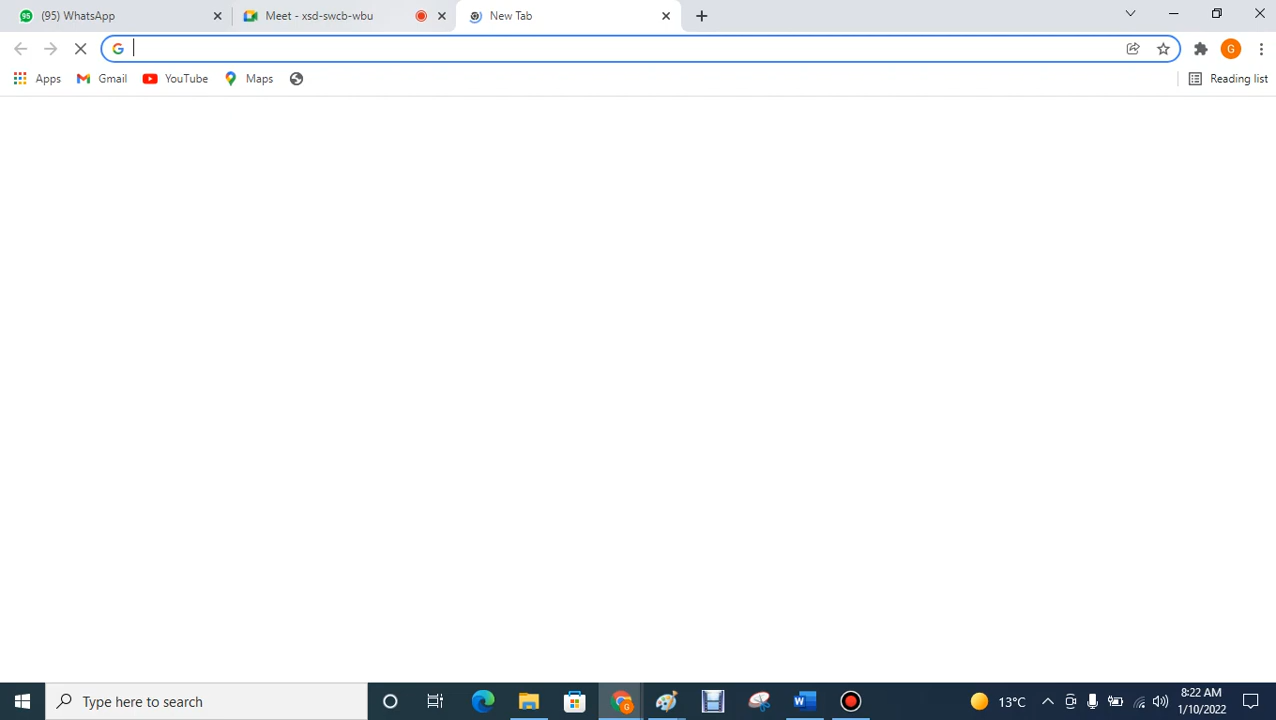 (95) WhatsApp
Meet - xsd-swcb-wbu
New Tab
Apps
Gmail
YouTube
Maps
Reading list
Type here to search
13°C
8:22 AM
1/10/2022